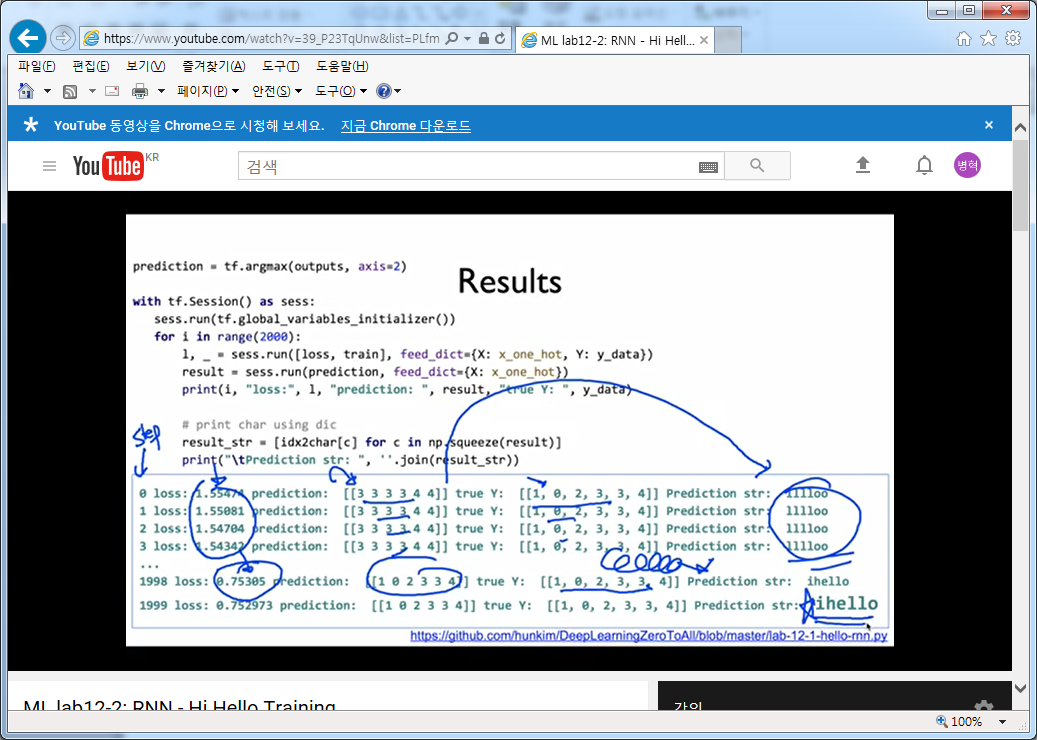 https://www.youtube.com/watch?v=39_P23TqUnw&list=PLfm
ML lab12-2: RNN - Hi Hell...
파일(F) 편집(E) 보기(V) 즐겨찾기(A) 도구(T) 도움말(H)
페이지(P) 안전(S) 도구(O)
YouTube 동영상을 Chrome으로 시청해 보세요. 지금 Chrome 다운로드
YouTube KR
검색
병혁
prediction = tf.argmax(outputs, axis=2)
Results
with tf.Session() as sess:
sess.run(tf.global_variables_initializer())
for i in range(2000):
l, _ = sess.run([loss, train], feed_dict={X: x_one_hot, Y: y_data})
result = sess.run(prediction, feed_dict={X: x_one_hot})
print(i, "loss:", l, "prediction: ", result, "true Y: ", y_data)
# print char using dic
step
result_str = [idx2char[c] for c in np.squeeze(result)]
print("\tPrediction str: ", ''.join(result_str))
0 loss: 1.55474 prediction: [[3 3 3 3 4 4]] true Y: [[1, 0, 2, 3, 3, 4]] Prediction str: lllloo
1 loss: 1.55081 prediction: [[3 3 3 3 4 4]] true Y: [[1, 0, 2, 3, 3, 4]] Prediction str: lllloo
2 loss: 1.54704 prediction: [[3 3 3 3 4 4]] true Y: [[1, 0, 2, 3, 3, 4]] Prediction str: lllloo
3 loss: 1.54342 prediction: [[3 3 3 3 4 4]] true Y: [[1, 0, 2, 3, 3, 4]] Prediction str: lllloo
...
1998 loss: 0.75305 prediction: [[1 0 2 3 3 4]] true Y: [[1, 0, 2, 3, 3, 4]] Prediction str: ihello
1999 loss: 0.752973 prediction: [[1 0 2 3 3 4]] true Y: [[1, 0, 2, 3, 3, 4]] Prediction str: ihello
https://github.com/hunkim/DeepLearningZeroToAll/blob/master/lab-12-1-hello-rnn.py
ML lab12-2: RNN - Hi Hello Training
강의
100%